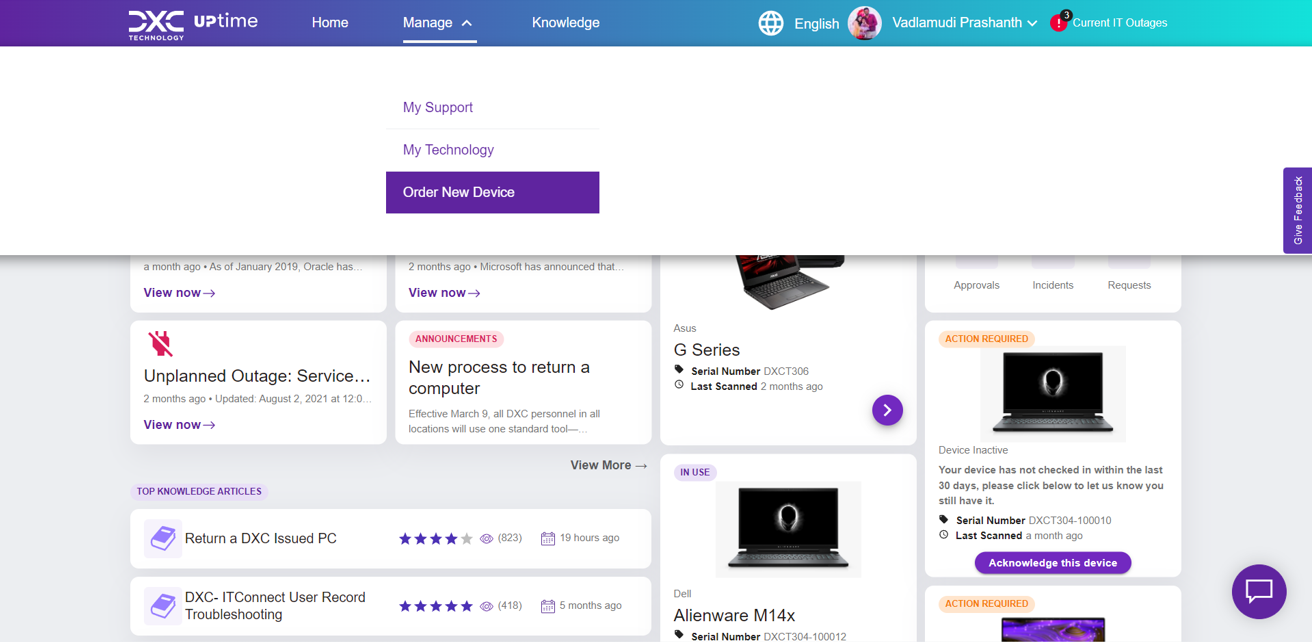 DXC UPtime
TECHNOLOGY
Home
Manage
Knowledge
English
Vadlamudi Prashanth
! 3 Current IT Outages
My Support
My Technology
Order New Device
Give Feedback
a month ago • As of January 2019, Oracle has...
View now→
2 months ago • Microsoft has announced that...
View now→
Unplanned Outage: Service...
2 months ago • Updated: August 2, 2021 at 12:0...
View now→
ANNOUNCEMENTS
New process to return a
computer
Effective March 9, all DXC personnel in all
locations will use one standard tool—...
View More →
TOP KNOWLEDGE ARTICLES
Return a DXC Issued PC
(823)
19 hours ago
DXC- ITConnect User Record
Troubleshooting
(418)
5 months ago
Asus
G Series
Serial Number DXCT306
Last Scanned 2 months ago
IN USE
Dell
Alienware M14x
Serial Number DXCT304-100012
Approvals
Incidents
Requests
ACTION REQUIRED
Device Inactive
Your device has not checked in within the last
30 days, please click below to let us know you
still have it.
Serial Number DXCT304-100010
Last Scanned a month ago
Acknowledge this device
ACTION REQUIRED